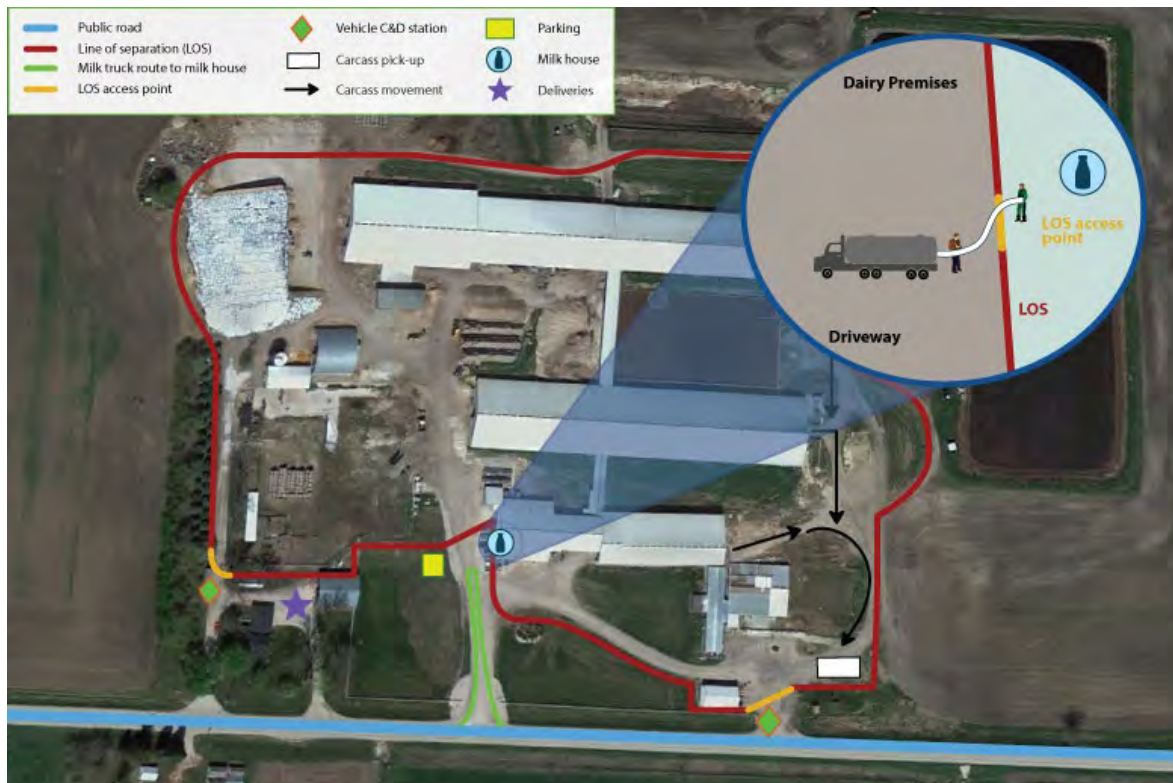 Public road
Line of separation (LOS)
Milk truck route to milk house
LOS access point
Vehicle C&D station
Carcass pick-up
Carcass movement
Parking
Milk house
Deliveries
Dairy Premises
LOS access
point
LOS
Driveway